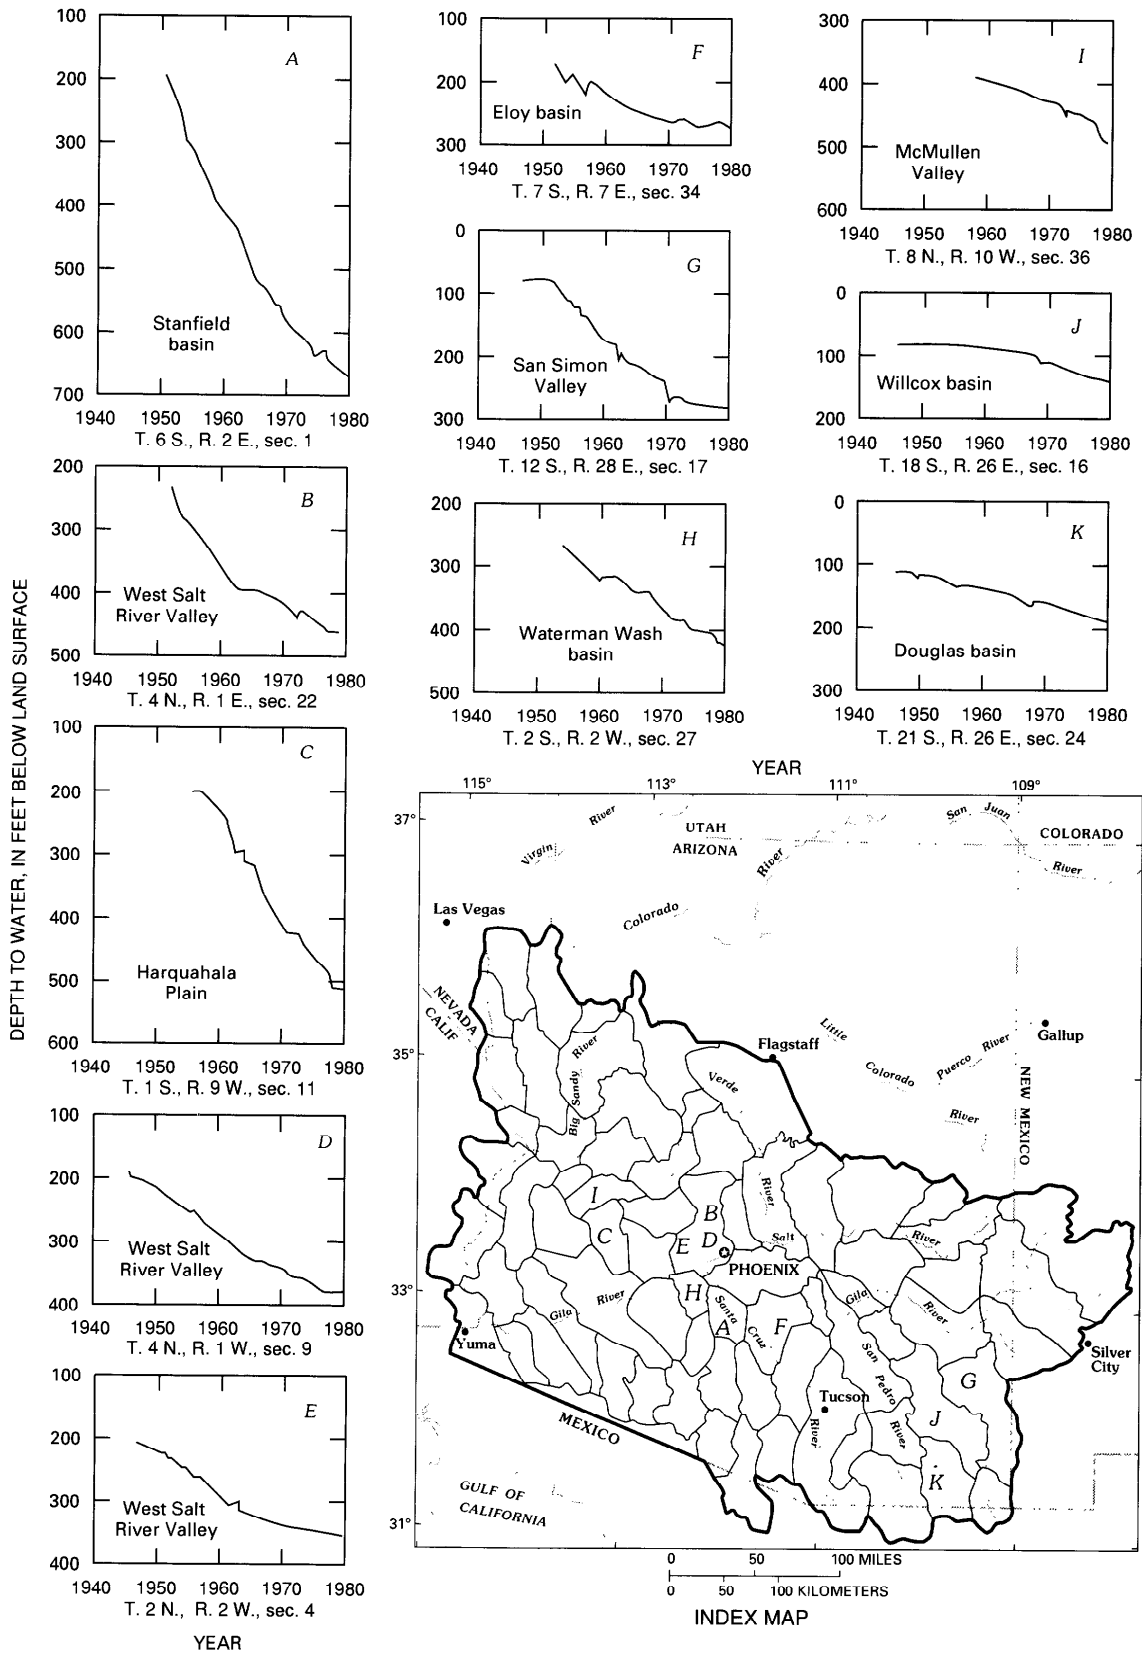 DEPTH TO WATER, IN FEET BELOW LAND SURFACE
100
200
300
400
500
600
700
A
Stanfield
basin
1940 1950 1960 1970 1980
T. 6 S., R. 2 E., sec. 1
200
300
400
500
B
West Salt
River Valley
1940 1950 1960 1970 1980
T. 4 N., R. 1 E., sec. 22
100
200
300
400
500
600
C
Harquahala
Plain
1940 1950 1960 1970 1980
T. 1 S., R. 9 W., sec. 11
100
200
300
400
D
West Salt
River Valley
1940 1950 1960 1970 1980
T. 4 N., R. 1 W., sec. 9
100
200
300
400
E
West Salt
River Valley
1940 1950 1960 1970 1980
T. 2 N., R. 2 W., sec. 4
YEAR
100
200
300
F
Eloy basin
1940 1950 1960 1970 1980
T. 7 S., R. 7 E., sec. 34
0
100
200
300
G
San Simon
Valley
1940 1950 1960 1970 1980
T. 12 S., R. 28 E., sec. 17
200
300
400
500
H
Waterman Wash
basin
1940 1950 1960 1970 1980
T. 2 S., R. 2 W., sec. 27
300
400
500
600
I
McMullen
Valley
1940 1950 1960 1970 1980
T. 8 N., R. 10 W., sec. 36
0
100
200
J
Willcox basin
1940 1950 1960 1970 1980
T. 18 S., R. 26 E., sec. 16
0
100
200
300
K
Douglas basin
1940 1950 1960 1970 1980
T. 21 S., R. 26 E., sec. 24
YEAR
115° 113° 111° 109°
37°
35°
33°
31°
UTAH
ARIZONA
COLORADO
San Juan
River
Virgin River
Colorado River
Las Vegas
NEVADA
CALIF
Flagstaff
Little
Colorado
River
Puerco River
Gallup
NEW MEXICO
Big Sandy River
Verde
River
Salt
River
I
B
C
E
D
PHOENIX
H
A
F
G
J
K
Gila River
Santa
Cruz
River
Gila
River
San
Pedro
River
Yuma
Tucson
Silver
City
MEXICO
GULF OF
CALIFORNIA
0 50 100 MILES
0 50 100 KILOMETERS
INDEX MAP